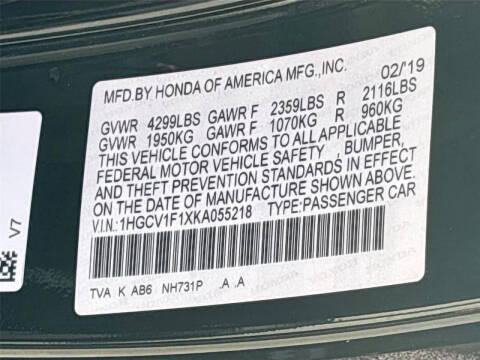 MFD.BY HONDA OF AMERICA MFG.,INC. 02/'19
GVWR 4299LBS GAWR F 2359LBS R 2116LBS
GVWR 1950KG GAWR F 1070KG R 960KG
THIS VEHICLE CONFORMS TO ALL APPLICABLE
FEDERAL MOTOR VEHICLE SAFETY , BUMPER,
AND THEFT PREVENTION STANDARDS IN EFFECT
ON THE DATE OF MANUFACTURE SHOWN ABOVE.
V.I.N.:1HGCV1F1XKA055218 TYPE:PASSENGER CAR
TVA K AB6 NH731P .A .A
V7